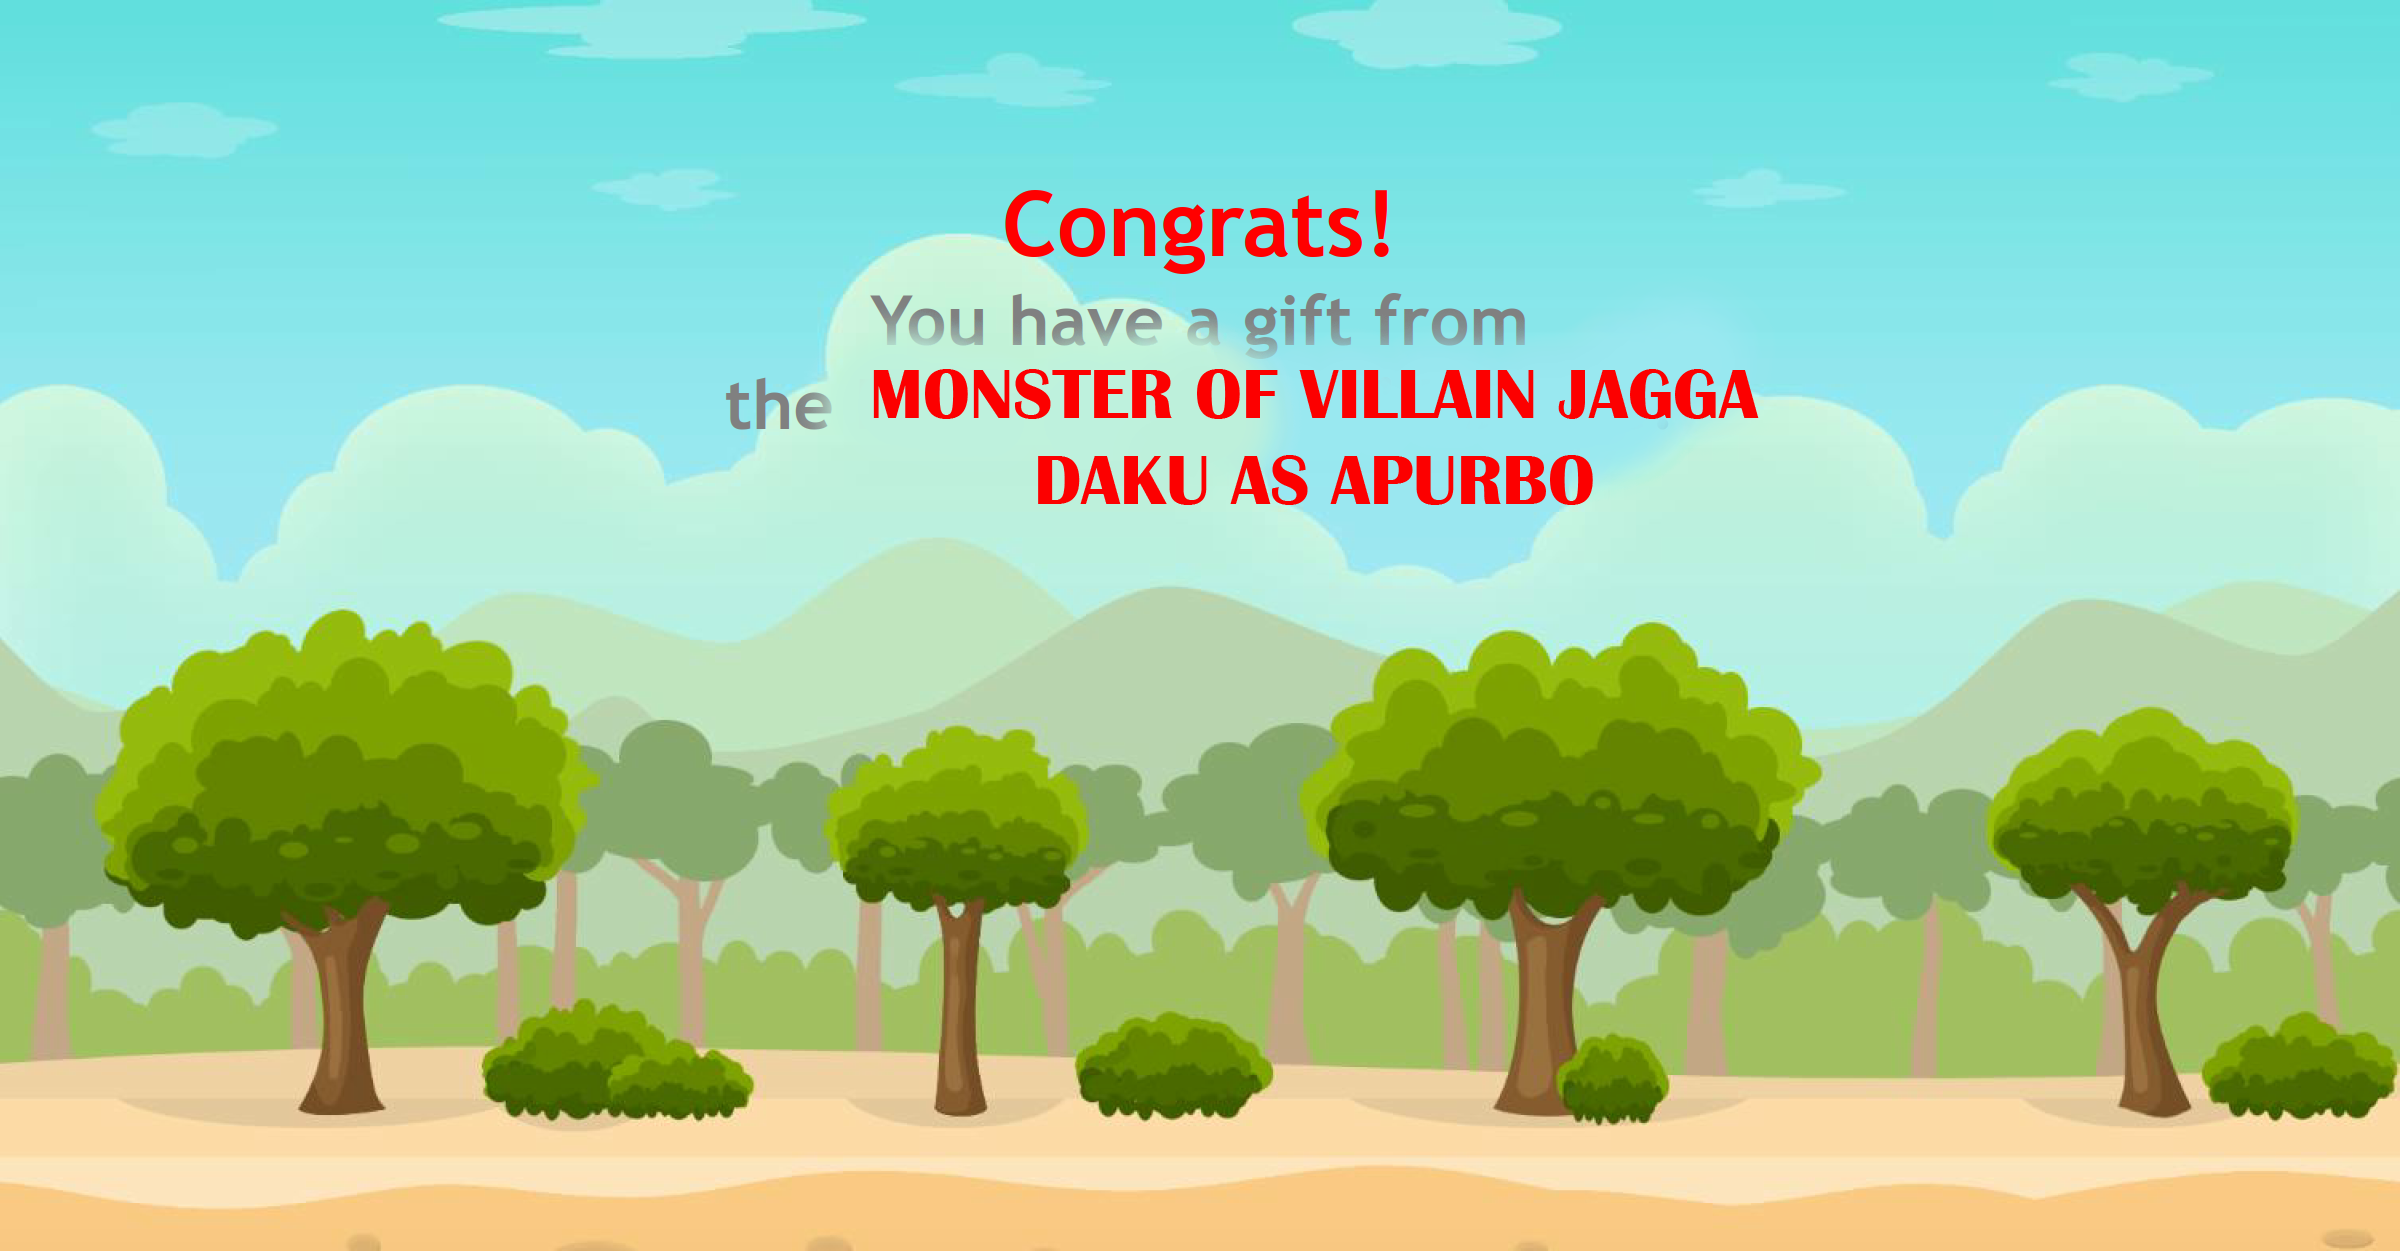 Congrats!
You have a gift from
the MONSTER OF VILLAIN JAGGA
DAKU AS APURBO